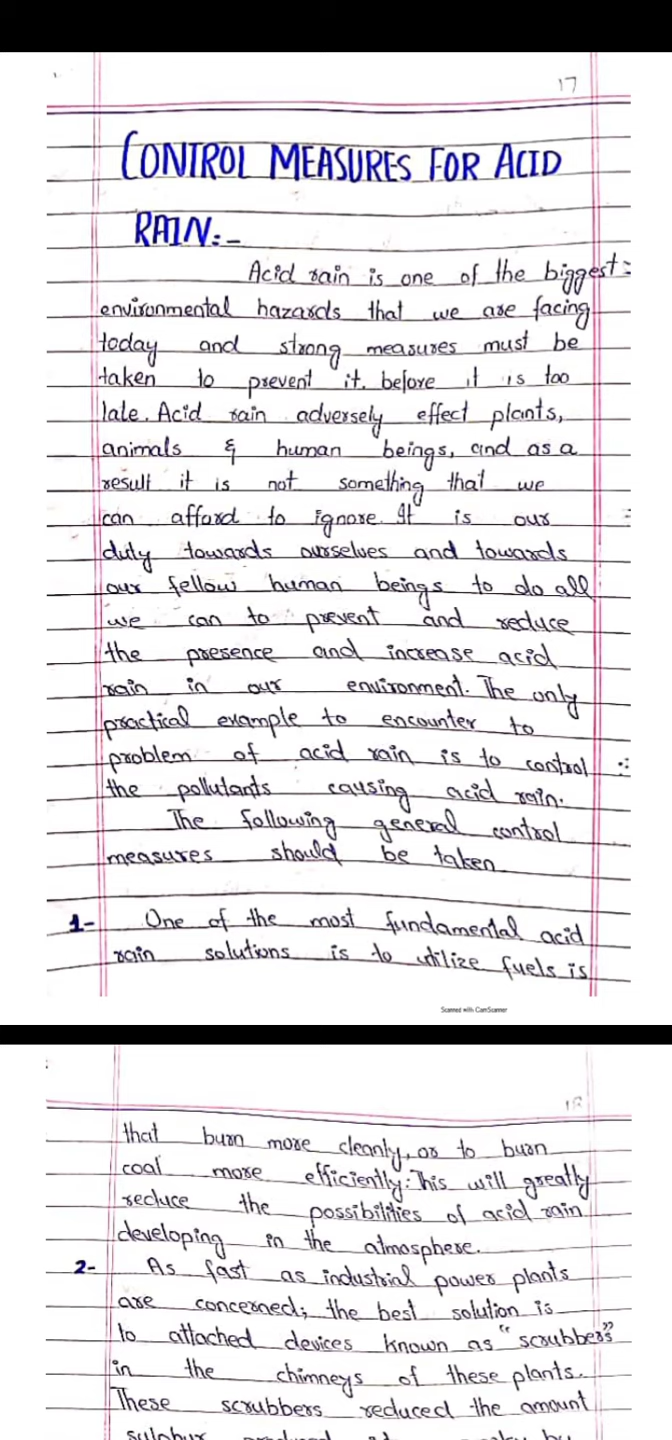 17
CONTROL MEASURES FOR ACID
RAIN:-
Acid rain is one of the biggest
environmental hazards that we are facing
today and strong measures must be
taken to prevent it. before it is too
late. Acid rain adversely effect plants,
animals & human beings, and as a
result it is not something that we
can afford to ignore. It is our
duty towards ourselves and towards
our fellow human beings to do all
we can to prevent and reduce
the presence and increase acid
rain in our environment. The only
practical example to encounter to
problem of acid rain is to control
the pollutants causing acid rain.
The following general control
measures should be taken
1- One of the most fundamental acid
rain solutions is to utilize fuels is
Scanned with CamScanner
18
that burn more cleanly, or to burn
coal more efficiently. This will greatly
reduce the possibilities of acid rain
developing in the atmosphere.
2- As fast as industrial power plants
are concerned; the best solution is
to attached devices known as "scrubbers"
in the chimneys of these plants.
These scrubbers reduced the amount
sulphur produced by